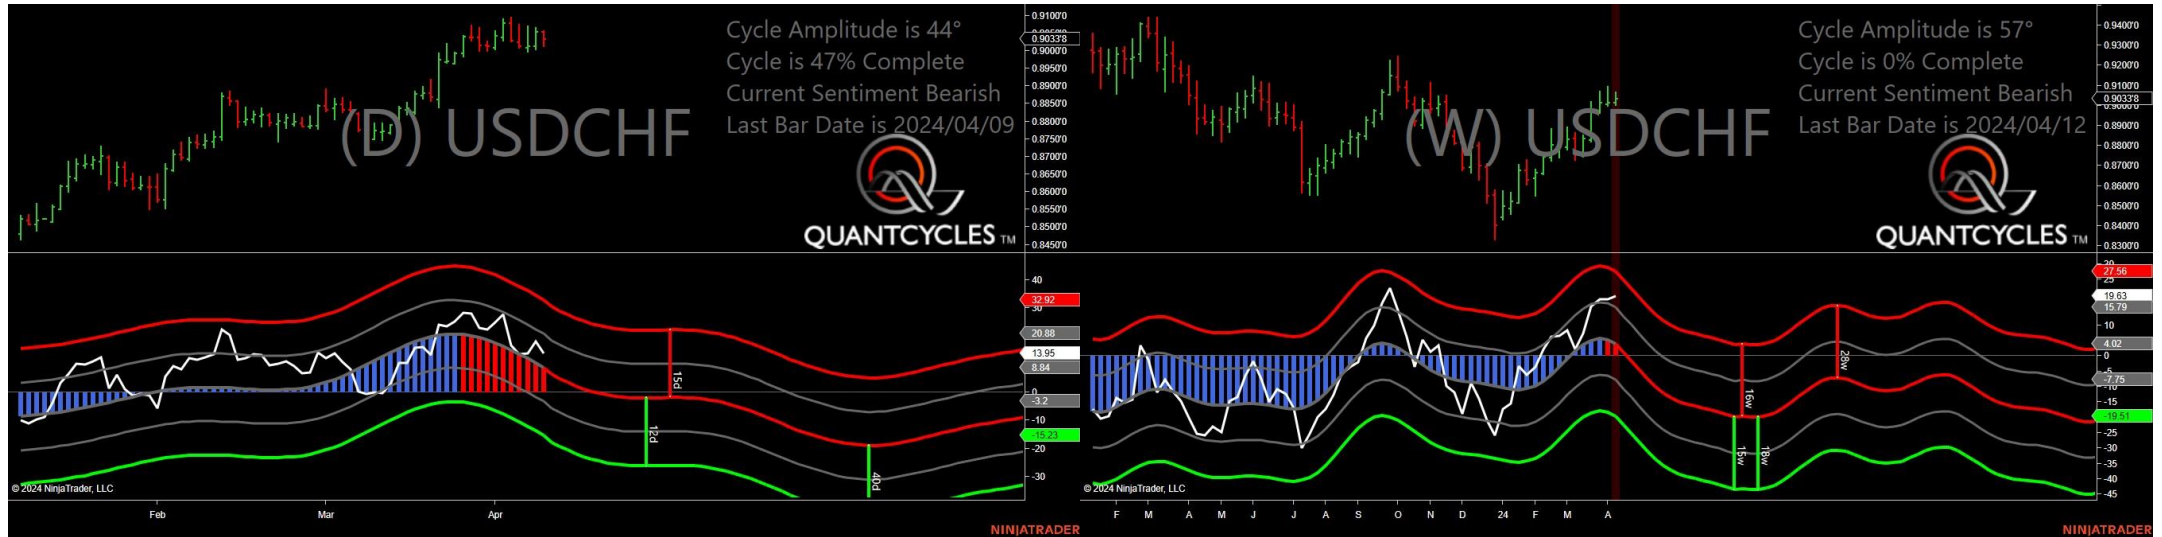 Cycle Amplitude is 44°
Cycle is 47% Complete
Current Sentiment Bearish
Last Bar Date is 2024/04/09
(D) USDCHF
QUANTCYCLES TM
0.9100'0
0.9033'8
0.9000'0
0.8950'0
0.8900'0
0.8850'0
0.8800'0
0.8750'0
0.8700'0
0.8650'0
0.8600'0
0.8550'0
0.8500'0
0.8450'0
40
32.92
30
20.88
13.95
8.84
0
-3.2
-10
-15.23
-20
-30
15d
12d
40d
© 2024 NinjaTrader, LLC
Feb
Mar
Apr
NINJATRADER
Cycle Amplitude is 57°
Cycle is 0% Complete
Current Sentiment Bearish
Last Bar Date is 2024/04/12
(W) USDCHF
QUANTCYCLES TM
0.9400'0
0.9300'0
0.9200'0
0.9100'0
0.9033'8
0.8900'0
0.8800'0
0.8700'0
0.8600'0
0.8500'0
0.8400'0
0.8300'0
27.56
25
19.63
15.79
10
4.02
0
-5
-7.75
-15
-19.51
-25
-30
-35
-40
-45
16w
28w
15w
18w
© 2024 NinjaTrader, LLC
F M A M J J A S O N D 24 F M A
NINJATRADER